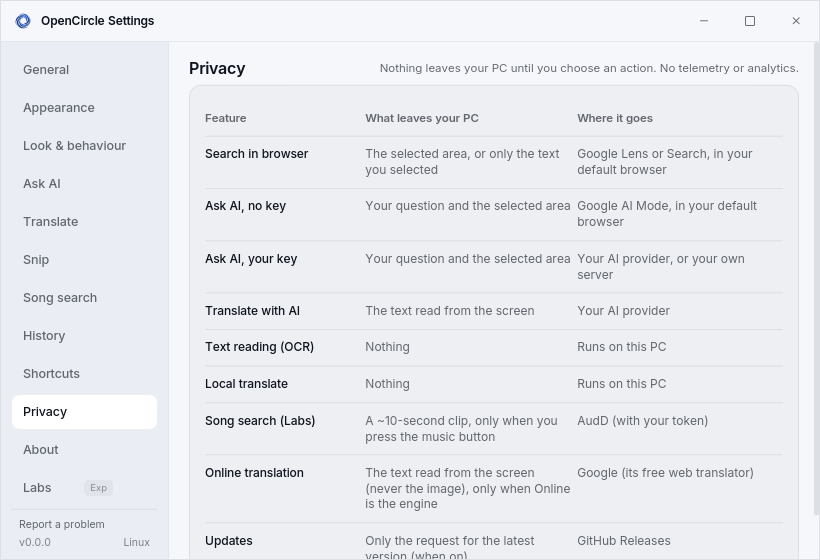 OpenCircle Settings
General
Appearance
Look & behaviour
Ask AI
Translate
Snip
Song search
History
Shortcuts
Privacy
About
Labs Exp
Report a problem
v0.0.0 Linux
Privacy
Nothing leaves your PC until you choose an action. No telemetry or analytics.
Feature What leaves your PC Where it goes
Search in browser
The selected area, or only the text
you selected
Google Lens or Search, in your
default browser
Ask AI, no key
Your question and the selected area
Google AI Mode, in your default
browser
Ask AI, your key
Your question and the selected area
Your AI provider, or your own
server
Translate with AI
The text read from the screen
Your AI provider
Text reading (OCR)
Nothing
Runs on this PC
Local translate
Nothing
Runs on this PC
Song search (Labs)
A ~10-second clip, only when you
press the music button
AudD (with your token)
Online translation
The text read from the screen
(never the image), only when Online
is the engine
Google (its free web translator)
Updates
Only the request for the latest
version (when on)
GitHub Releases